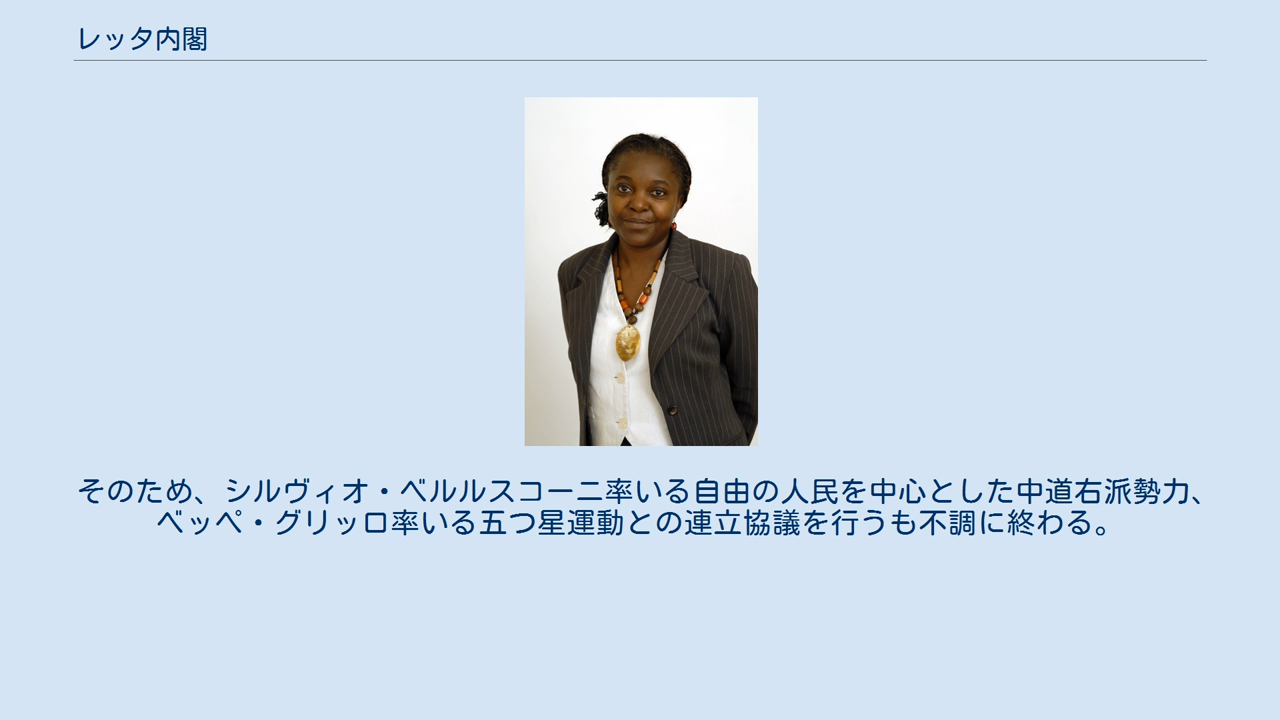 レッタ内閣
そのため、シルヴィオ・ベルルスコーニ率いる自由の人民を中心とした中道右派勢力、
ベッペ・グリッロ率いる五つ星運動との連立協議を行うも不調に終わる。